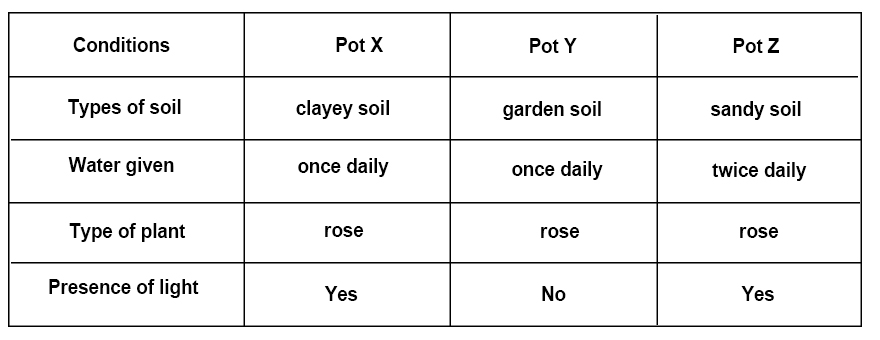 Conditions Pot X Pot Y Pot Z
Types of soil clayey soil garden soil sandy soil
Water given once daily once daily twice daily
Type of plant rose rose rose
Presence of light Yes No Yes